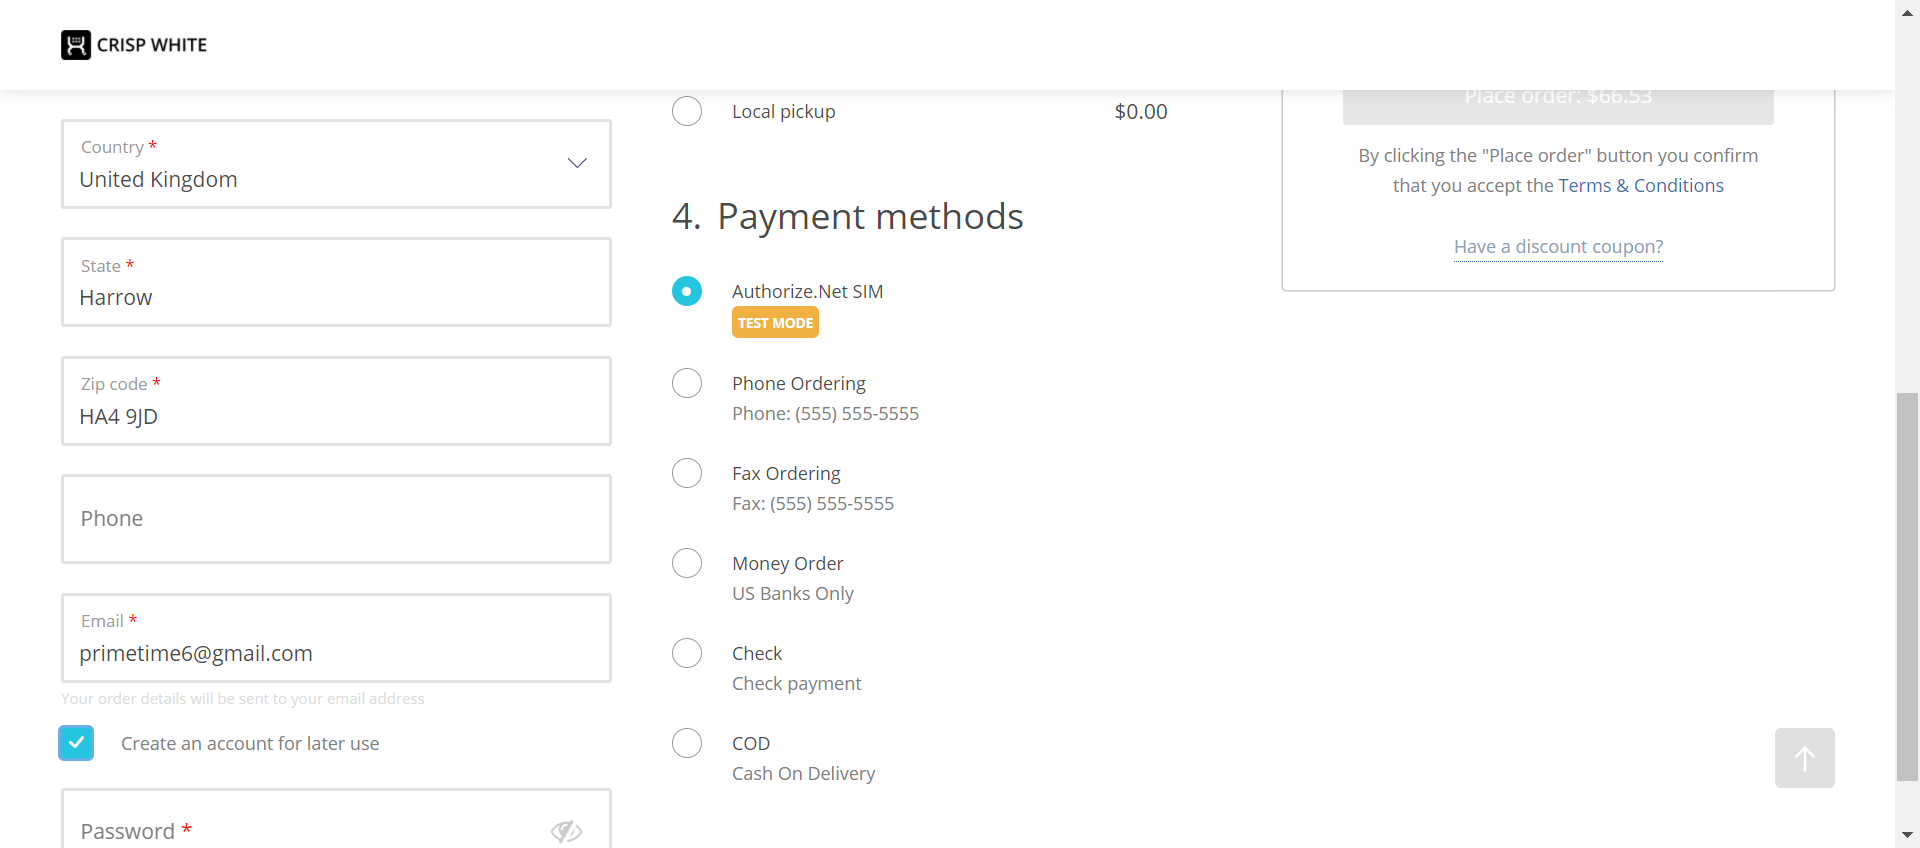 CRISP WHITE
Country *
United Kingdom
State *
Harrow
Zip code *
HA4 9JD
Phone
Email *
primetime6@gmail.com
Your order details will be sent to your email address
Create an account for later use
Password *
Local pickup $0.00
4. Payment methods
Authorize.Net SIM
TEST MODE
Phone Ordering
Phone: (555) 555-5555
Fax Ordering
Fax: (555) 555-5555
Money Order
US Banks Only
Check
Check payment
COD
Cash On Delivery
Place order: $66.53
By clicking the "Place order" button you confirm
that you accept the Terms & Conditions
Have a discount coupon?